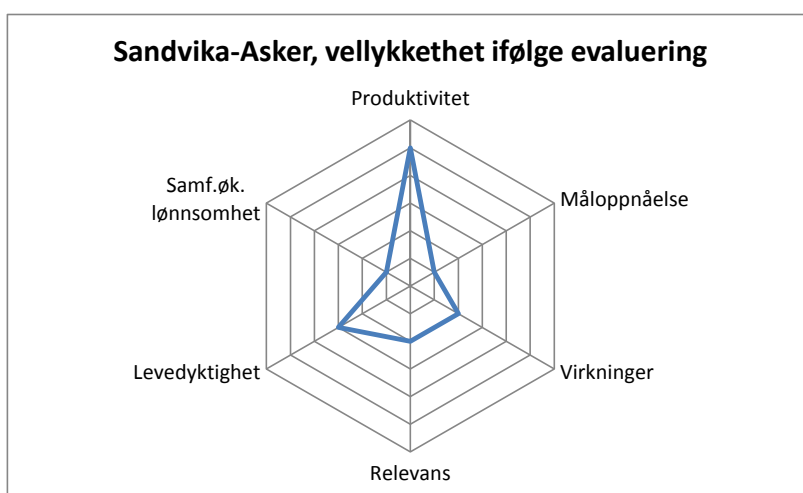 Sandvika-Asker, vellykkethet ifølge evaluering
Produktivitet
Måloppnåelse
Virkninger
Relevans
Levedyktighet
Samf.øk.
lønnsomhet